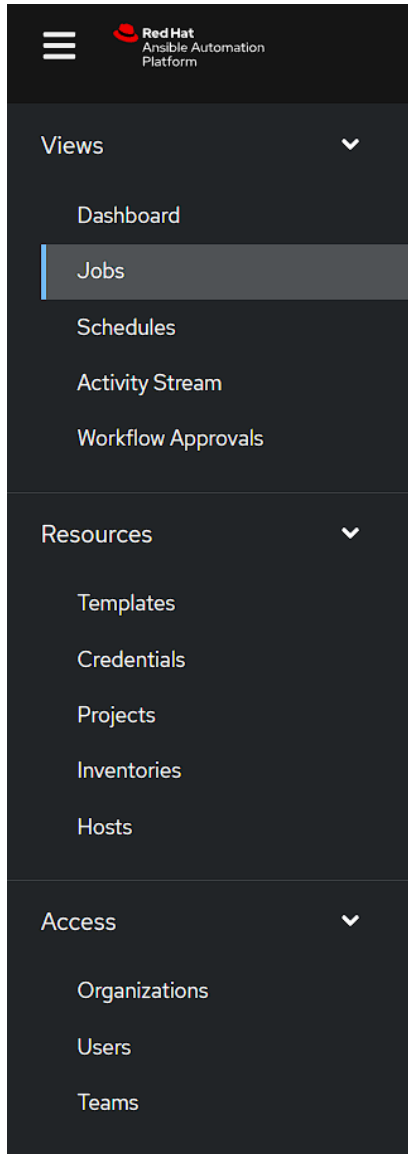 Red Hat
Ansible Automation
Platform
Views
Dashboard
Jobs
Schedules
Activity Stream
Workflow Approvals
Resources
Templates
Credentials
Projects
Inventories
Hosts
Access
Organizations
Users
Teams